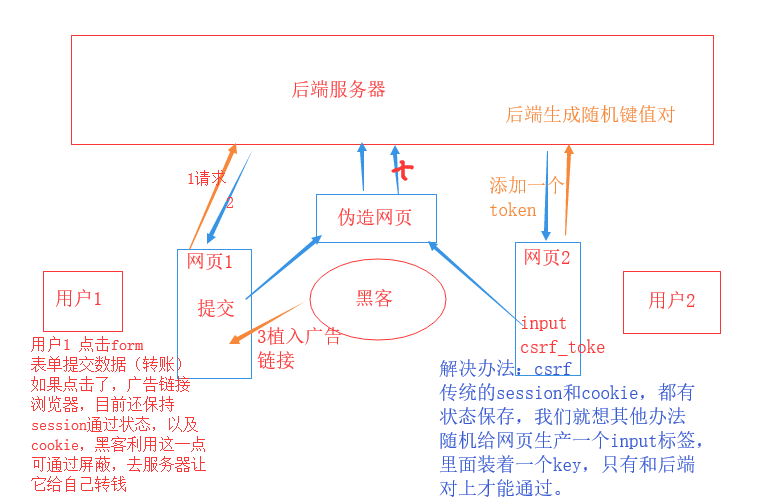 后端服务器
后端生成随机键值对
1请求
2
添加一个
token
伪造网页
网页1
提交
网页2
黑客
用户1
用户2
3植入广告
链接
input
csrf_toke
用户1 点击form
表单提交数据（转账）
如果点击了，广告链接
浏览器，目前还保持
session通过状态，以及
cookie，黑客利用这一点
可通过屏蔽，去服务器让
它给自己转钱
解决办法：csrf
传统的session和cookie，都有
状态保存，我们就想其他办法
随机给网页生产一个input标签，
里面装着一个key，只有和后端
对上才能通过。